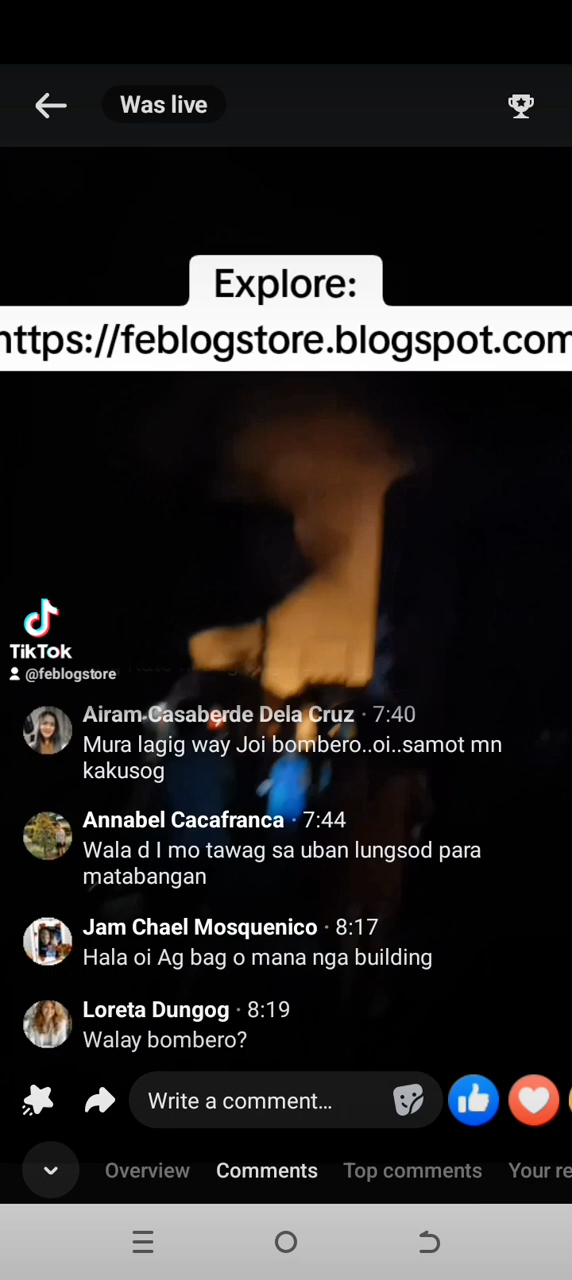 Was live
Explore:
https://feblogstore.blogspot.com
TikTok
@feblogstore
Airam Casaberde Dela Cruz · 7:40
Mura lagig way Joi bombero..oi..samot mn
kakusog
Annabel Cacafranca · 7:44
Wala d I mo tawag sa uban lungsod para
matabangan
Jam Chael Mosquenico · 8:17
Hala oi Ag bag o mana nga building
Loreta Dungog · 8:19
Walay bombero?
Write a comment...
Overview Comments Top comments Your re